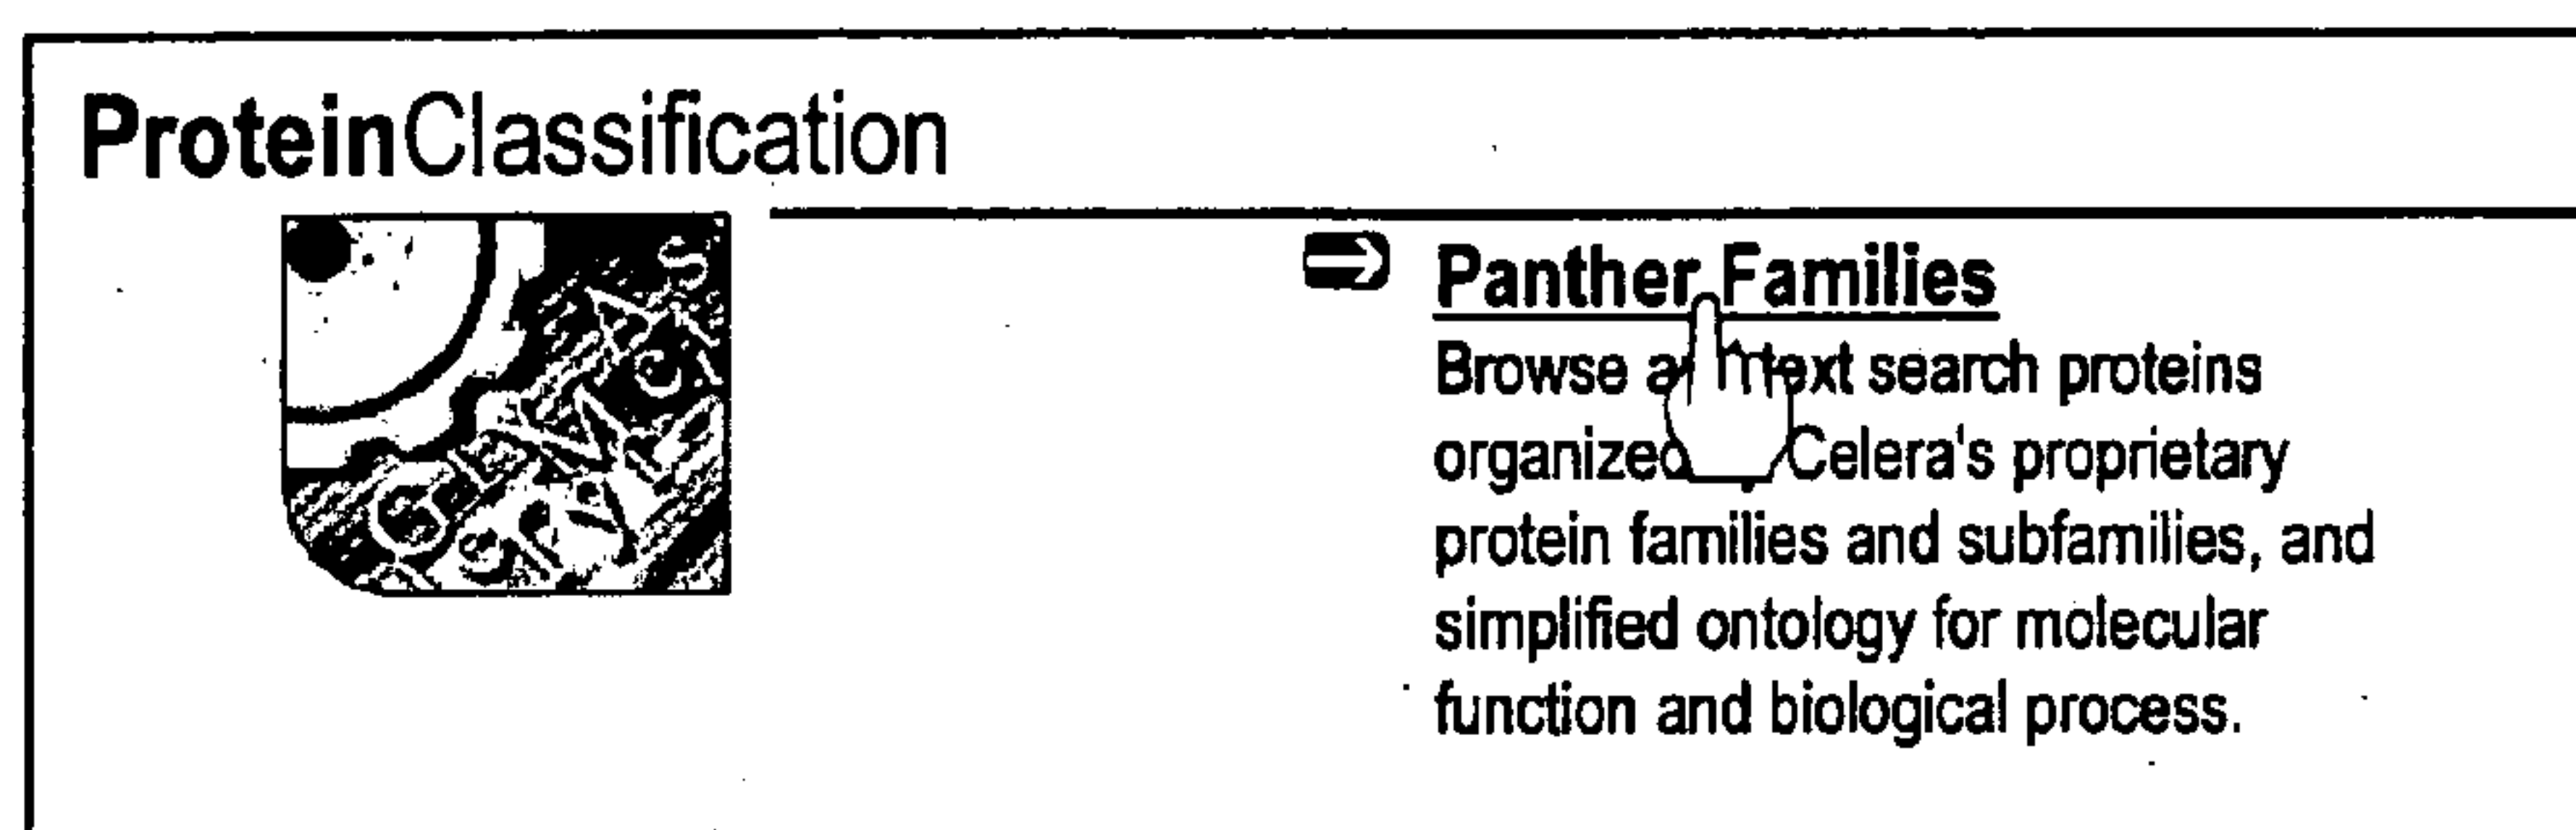 ProteinClassification
Panther Families
Browse text search proteins
organized Celera's proprietary
protein families and subfamilies, and
simplified ontology for molecular
function and biological process.